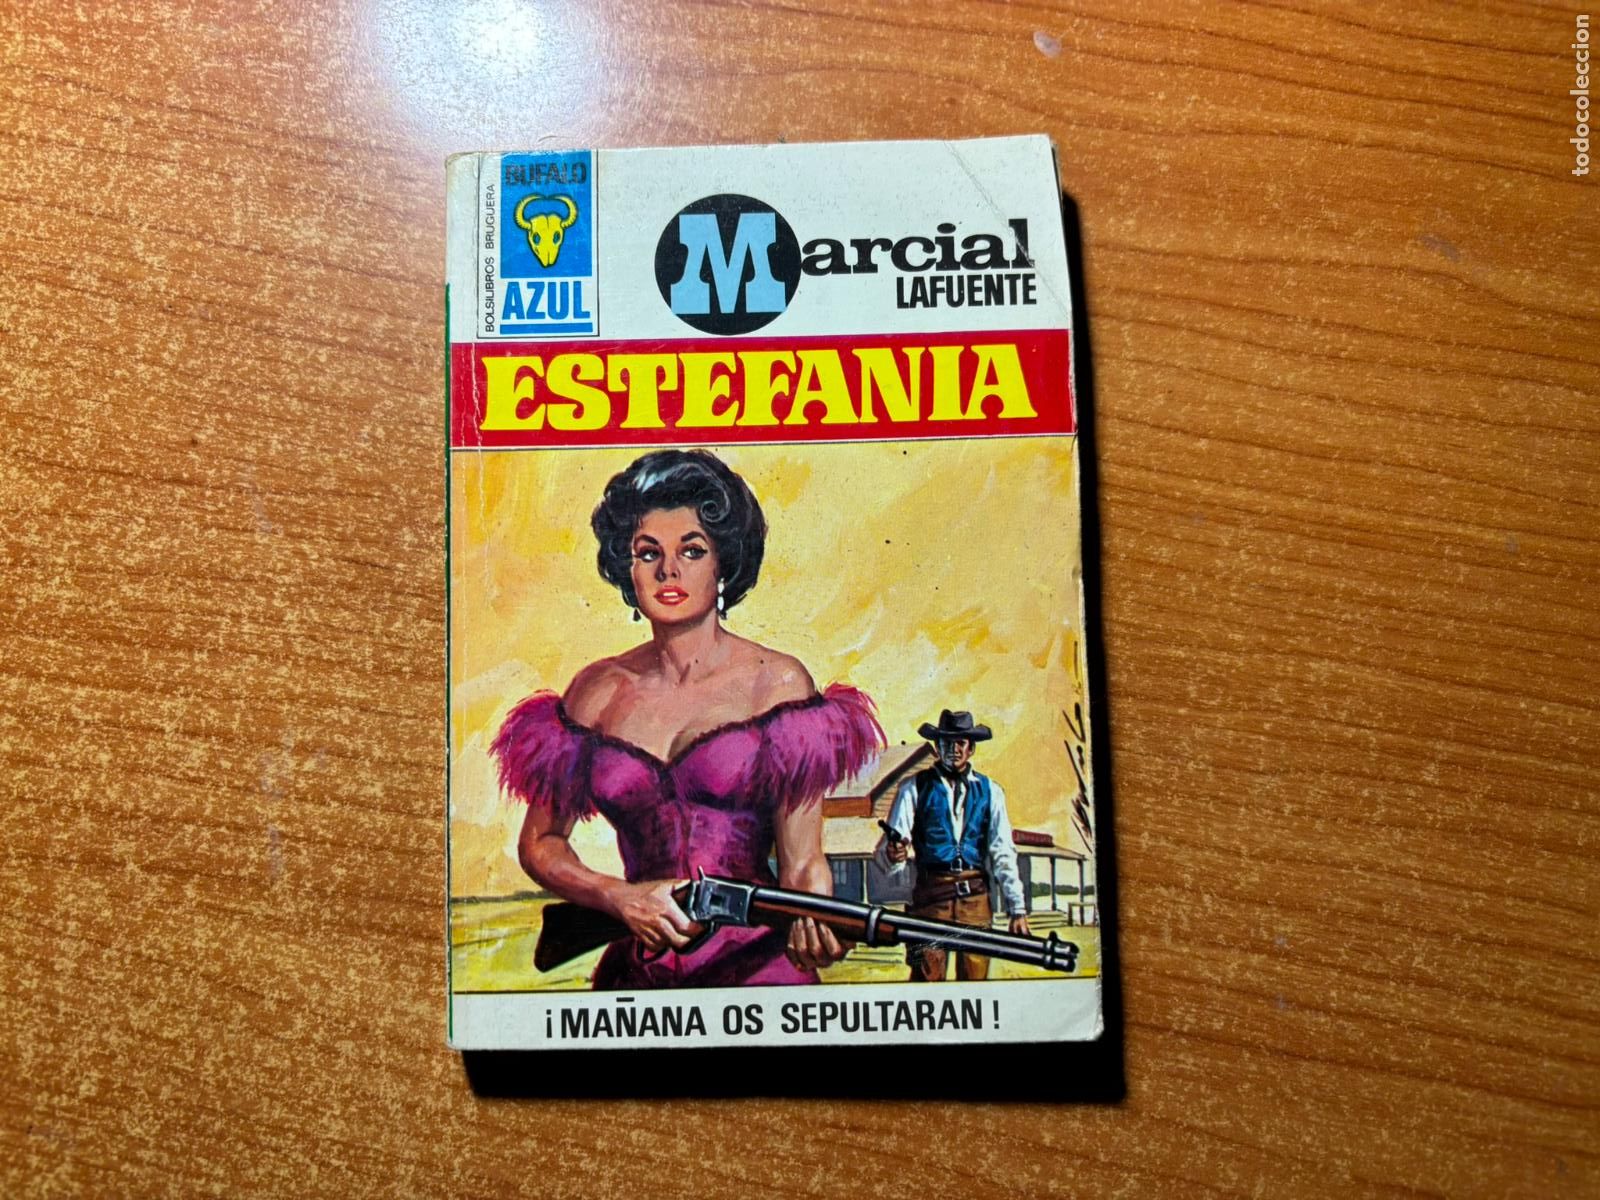 BOLSILIBROS BRUGUERA
BUFALO
AZUL
Marcial
LAFUENTE
ESTEFANIA
¡MAÑANA OS SEPULTARAN!
todocoleccion